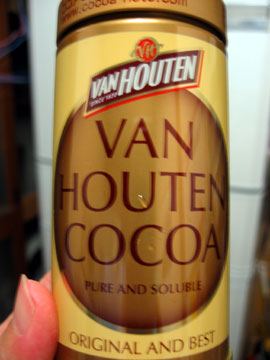 VAN HOUTEN
VAN
HOUTEN
COCOA
PURE AND SOLUBLE
ORIGINAL AND BEST